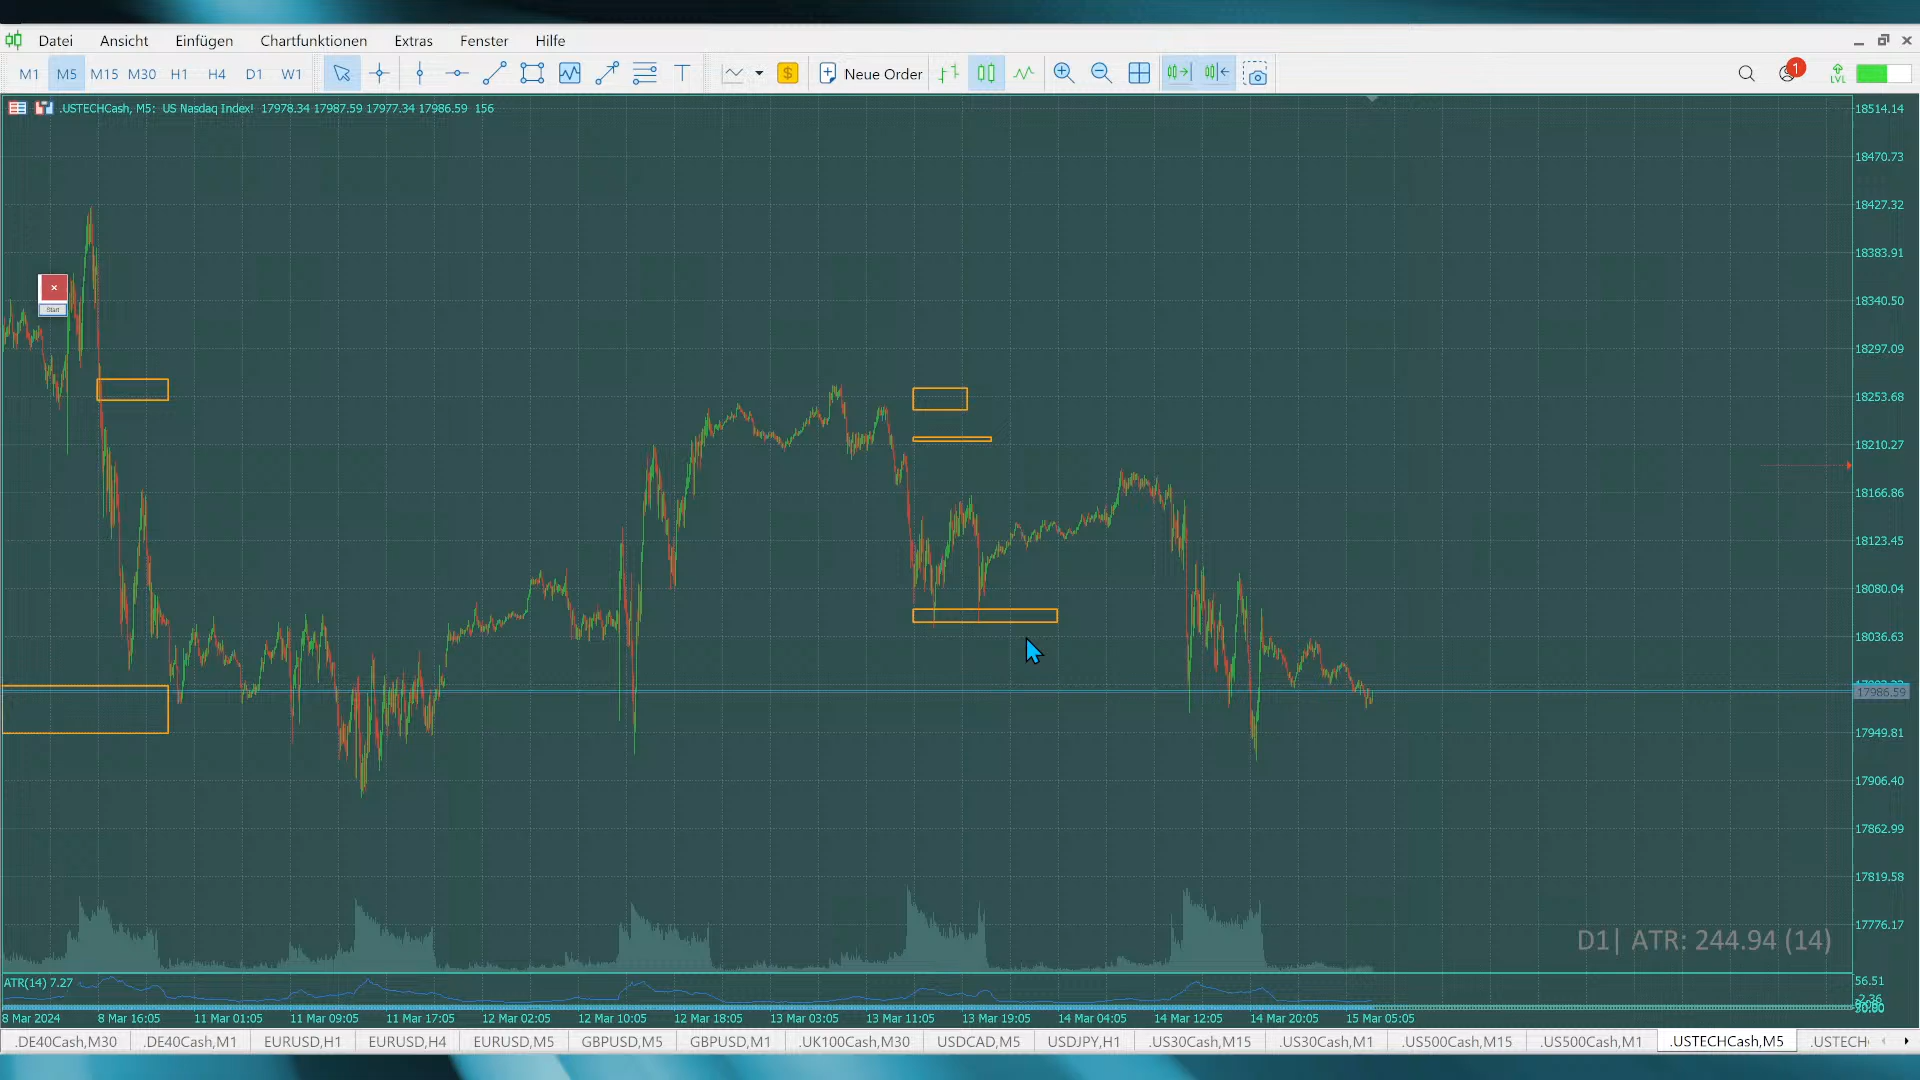 Datei Ansicht Einfügen Chartfunktionen Extras Fenster Hilfe
M1 M5 M15 M30 H1 H4 D1 W1 T $ Neue Order 1 LVL
.USTECHCash, M5: US Nasdaq Index! 17978.34 17987.59 17977.34 17986.59 156
18514.14
18470.73
18427.32
18383.91
Start
18340.50
18297.09
18253.68
18210.27
18166.86
18123.45
18080.04
18036.63
17986.59
17949.81
17906.40
17862.99
17819.58
17776.17
D1| ATR: 244.94 (14)
ATR(14) 7.27
56.51
8 Mar 2024 8 Mar 16:05 11 Mar 01:05 11 Mar 09:05 11 Mar 17:05 12 Mar 02:05 12 Mar 10:05 12 Mar 18:05 13 Mar 03:05 13 Mar 11:05 13 Mar 19:05 14 Mar 04:05 14 Mar 12:05 14 Mar 20:05 15 Mar 05:05
.DE40Cash,M30 .DE40Cash,M1 EURUSD,H1 EURUSD,H4 EURUSD,M5 GBPUSD,M5 GBPUSD,M1 .UK100Cash,M30 USDCAD,M5 USDJPY,H1 .US30Cash,M15 .US30Cash,M1 .US500Cash,M15 .US500Cash,M1 .USTECHCash,M5 .USTECH